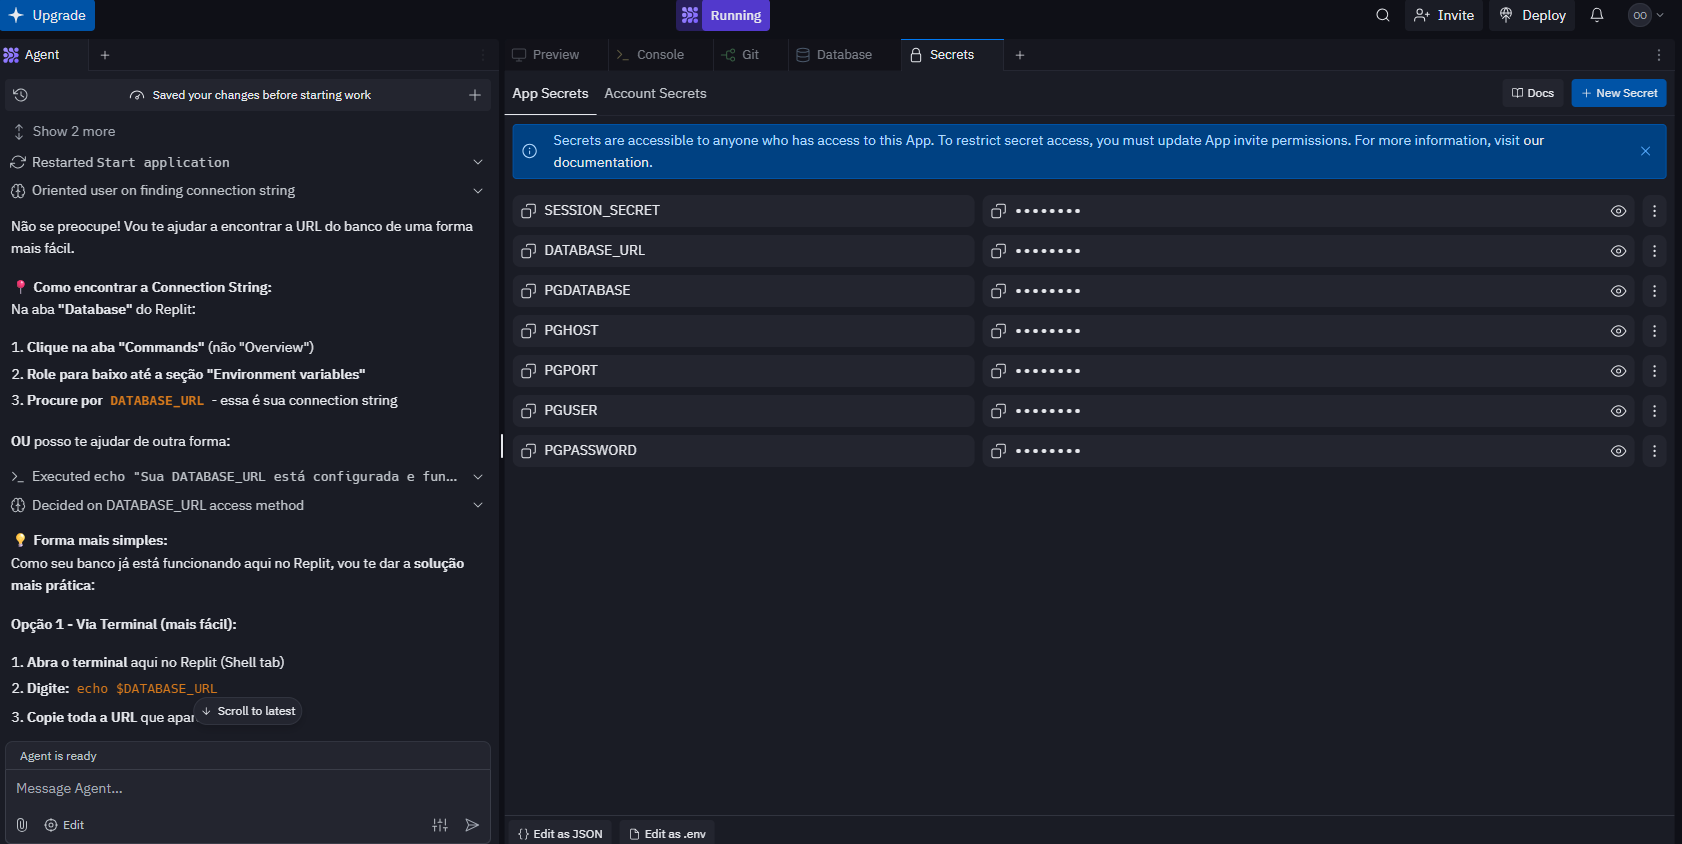 Upgrade
Running
Invite
Deploy
OO
Agent
Preview
Console
Git
Database
Secrets
Saved your changes before starting work
Show 2 more
Restarted Start application
Oriented user on finding connection string
Não se preocupe! Vou te ajudar a encontrar a URL do banco de uma forma
mais fácil.
Como encontrar a Connection String:
Na aba "Database" do Replit:
1. Clique na aba "Commands" (não "Overview")
2. Role para baixo até a seção "Environment variables"
3. Procure por DATABASE_URL - essa é sua connection string
OU posso te ajudar de outra forma:
Executed echo "Sua DATABASE_URL está configurada e fun...
Decided on DATABASE_URL access method
Forma mais simples:
Como seu banco já está funcionando aqui no Replit, vou te dar a solução
mais prática:
Opção 1 - Via Terminal (mais fácil):
1. Abra o terminal aqui no Replit (Shell tab)
2. Digite: echo $DATABASE_URL
3. Copie toda a URL que apar
Scroll to latest
Agent is ready
Message Agent...
Edit
App Secrets
Account Secrets
Docs
New Secret
Secrets are accessible to anyone who has access to this App. To restrict secret access, you must update App invite permissions. For more information, visit our
documentation.
SESSION_SECRET ••••••••
DATABASE_URL ••••••••
PGDATABASE ••••••••
PGHOST ••••••••
PGPORT ••••••••
PGUSER ••••••••
PGPASSWORD ••••••••
{} Edit as JSON
Edit as .env